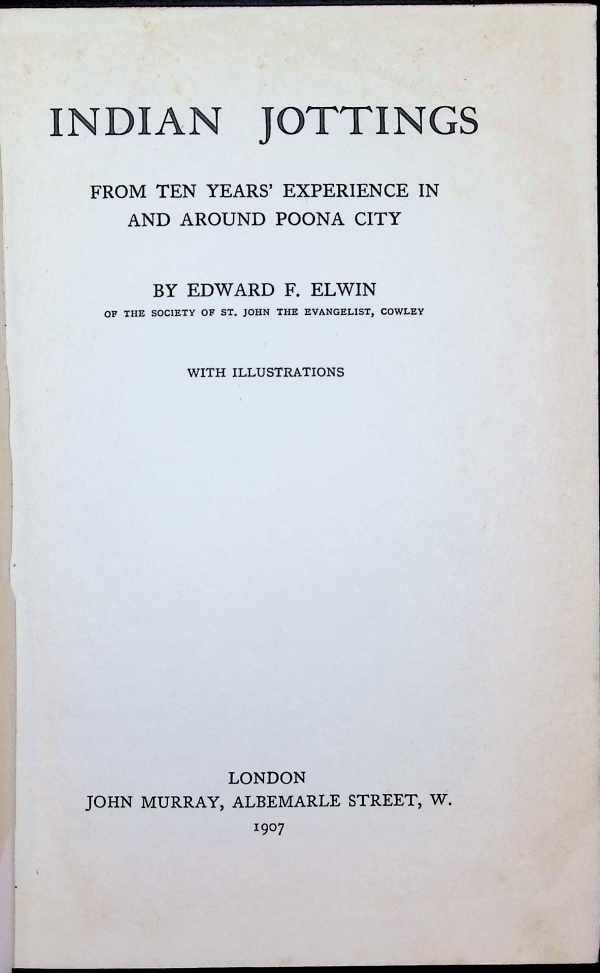 INDIAN JOTTINGS
FROM TEN YEARS' EXPERIENCE IN
AND AROUND POONA CITY
BY EDWARD F. ELWIN
OF THE SOCIETY OF ST. JOHN THE EVANGELIST, COWLEY
WITH ILLUSTRATIONS
LONDON
JOHN MURRAY, ALBEMARLE STREET, W.
1907